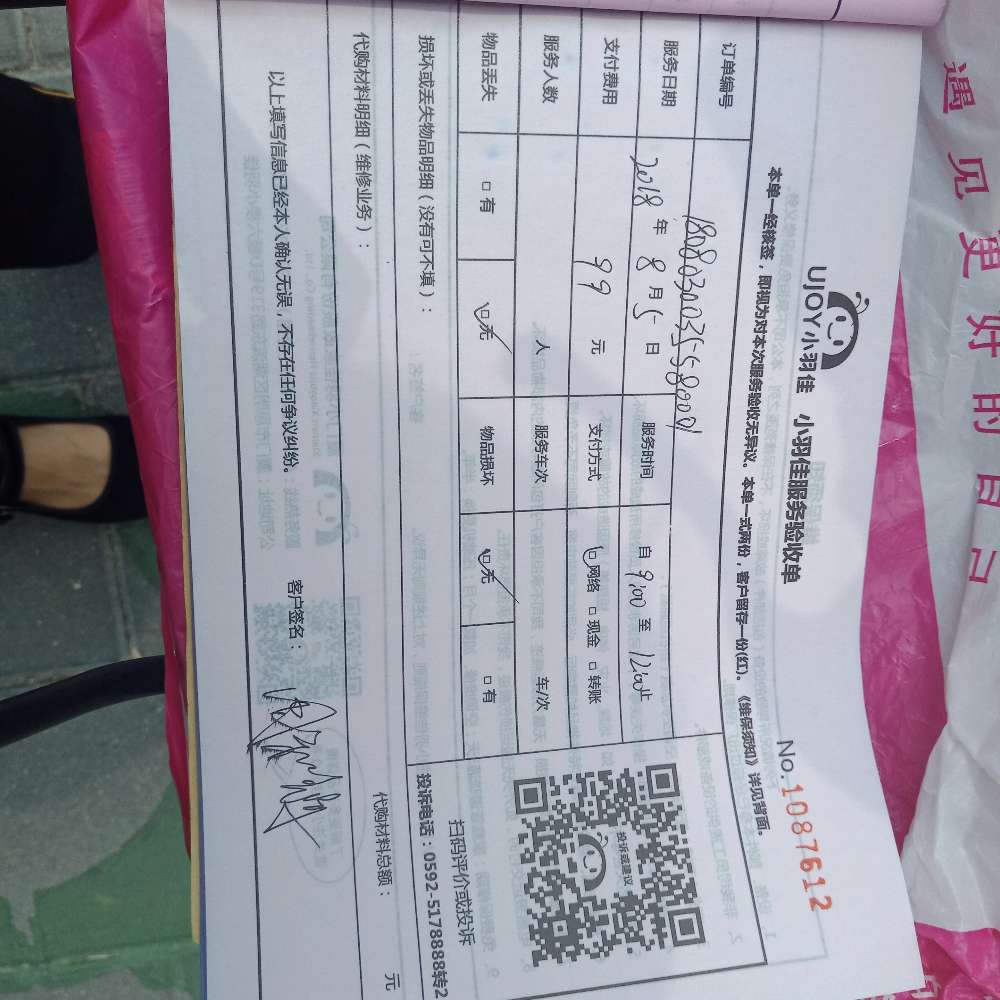 UJOY小羽佳 小羽佳服务验收单
No.1087612
本单一经核签,即视为对本次服务验收无异议。本单一式两份,客户留存一份(红)。《维保须知》详见背面。
订单编号 1808030035580001
服务日期 2018 年 8 月 5 日 服务时间 自 9:00 至 12:00止
支付费用 99 元 支付方式 网络 □ 现金 □ 转账
服务人数 人 服务车次 车/次
物品丢失 □ 有 □ 无 物品损坏 □ 无 □ 有
投诉或建议
扫码评价或投诉
投诉电话:0592-5178888转2
损坏或丢失物品明细(没有可不填):
代购材料明细(维修业务): 代购材料总额: 元
以上填写信息已经本人确认无误,不存在任何争议纠纷。 客户签名:
遇见更好的自己